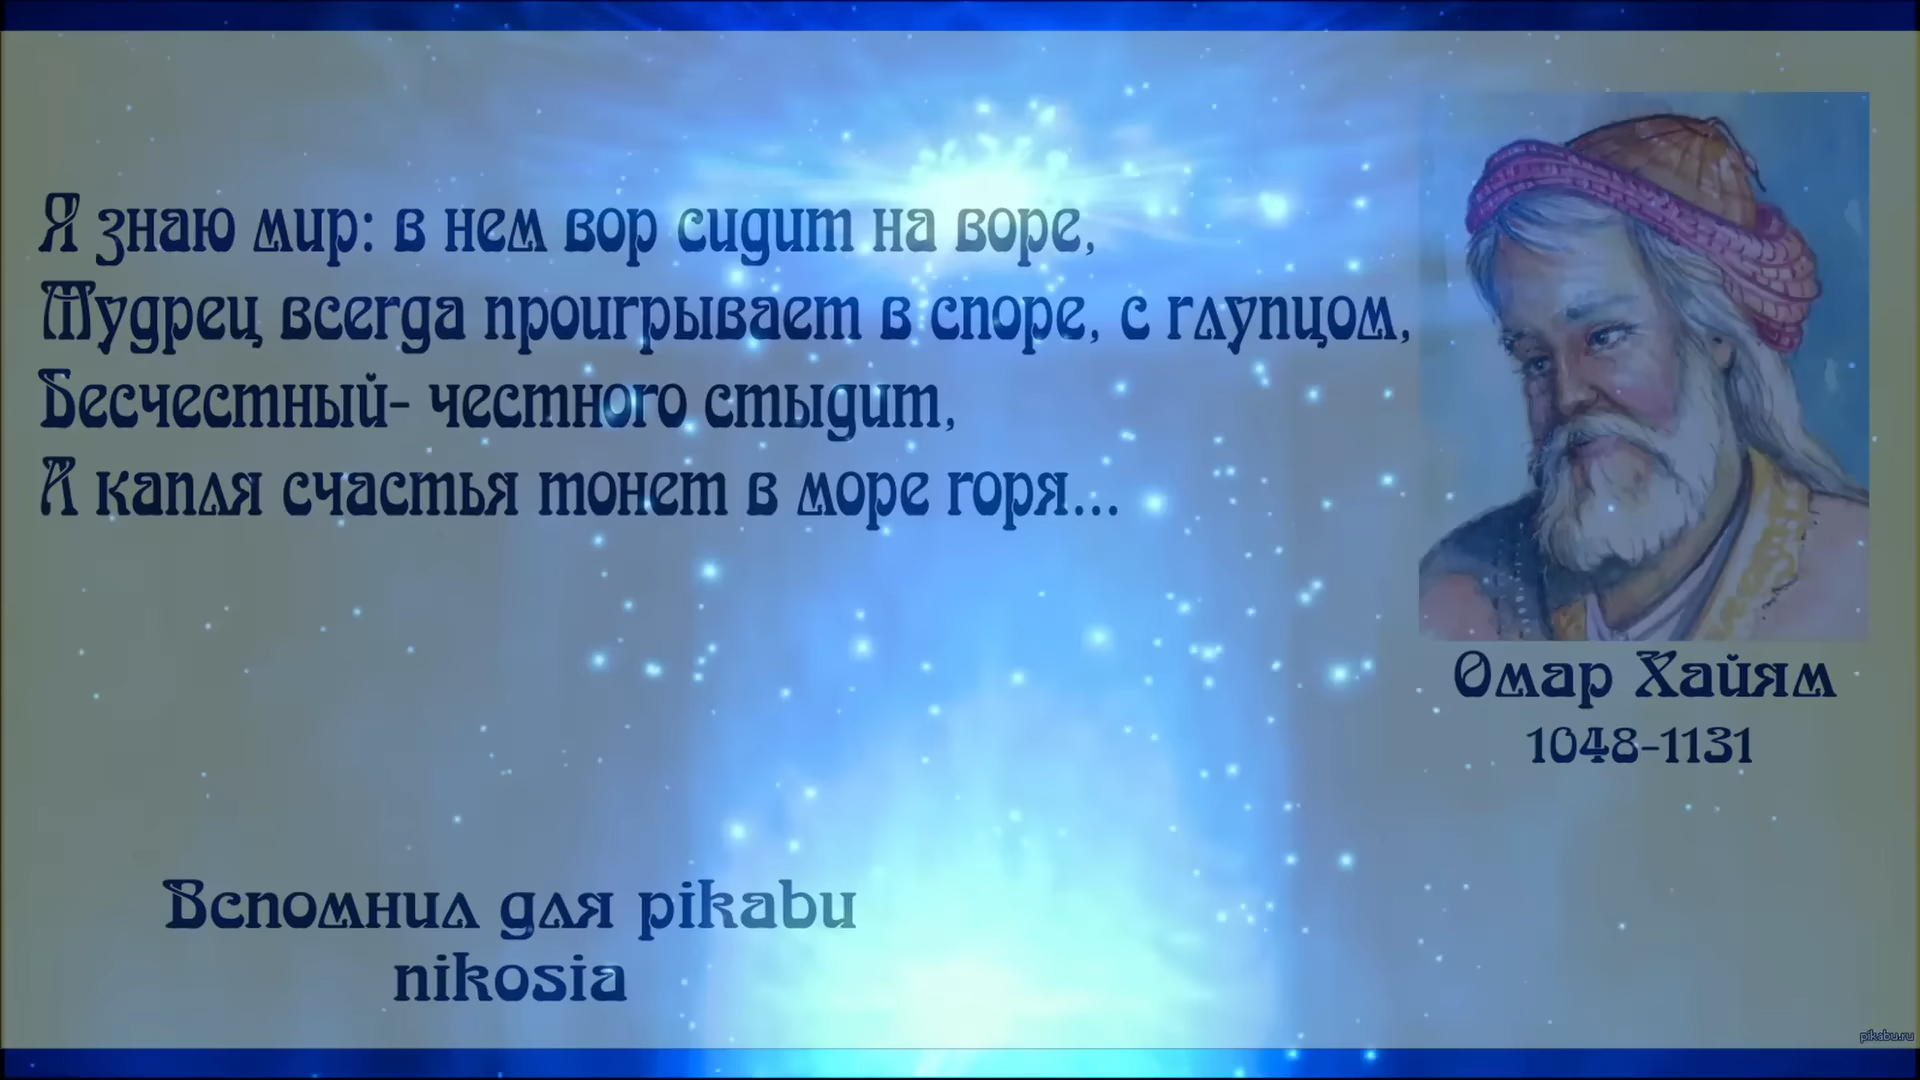 Я знаю мир: в нем вор сидит на воре,
Мудрец всегда проигрывает в споре, с глупцом,
Бесчестный- честного стыдит,
А капля счастья тонет в море горя...
Омар Хайям
1048-1131
Вспомнил для pikabu
nikosia
pikabu.ru